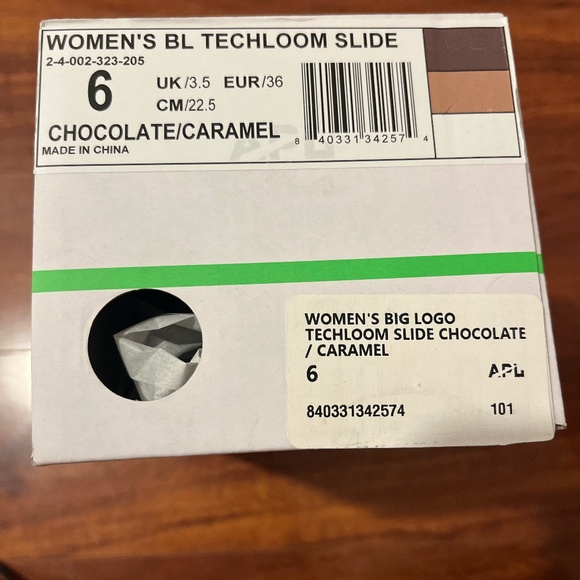 WOMEN'S BL TECHLOOM SLIDE
2-4-002-323-205
6 UK/3.5 EUR/36
CM/22.5
CHOCOLATE/CARAMEL
MADE IN CHINA
8 40331 34257 4
WOMEN'S BIG LOGO
TECHLOOM SLIDE CHOCOLATE
/ CARAMEL
6 APL
840331342574 101